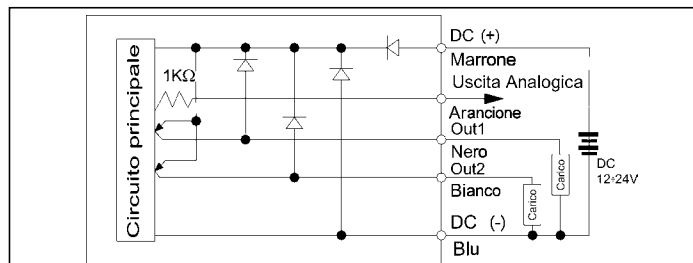 DC (+)
Marrone
1KΩ
Uscita Analogica
Arancione
Out1
Nero
Out2
Bianco
DC (-)
Blu
Circuito principale
Carico
Carico
DC
12÷24V